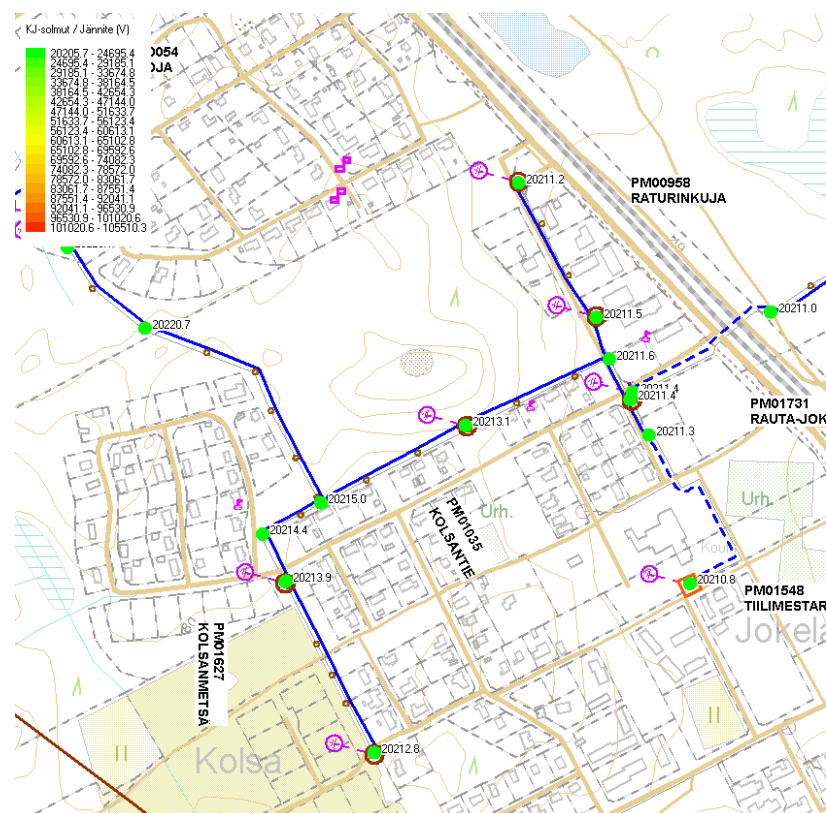 KJ-solmut / Jännite (V)
20205.7 - 24695.4
24695.4 - 29185.1
29185.1 - 33674.8
33674.8 - 38164.5
38164.5 - 42654.3
42654.3 - 47144.0
47144.0 - 51633.7
51633.7 - 56123.4
56123.4 - 60613.1
60613.1 - 65102.8
65102.8 - 69592.6
69592.6 - 74082.3
74082.3 - 78572.0
78572.0 - 83061.7
83061.7 - 87551.4
87551.4 - 92041.1
92041.1 - 96530.9
96530.9 - 101020.6
101020.6 - 105510.3
0054
OJA
20211.2
PM00958
RATURINKUJA
20211.5
20211.0
20220.7
20211.6
20211.4
20211.4
PM01731
RAUTA-JOK
20213.1
20211.3
20215.0
Urh.
Urh.
PM01035
KOLSANTIE
20214.4
Koul
20213.9
20210.8
PM01548
TIILIMESTAR
PM01627
KOLSANMETSÄ
Jokela
II
20212.8
II
Kolsa